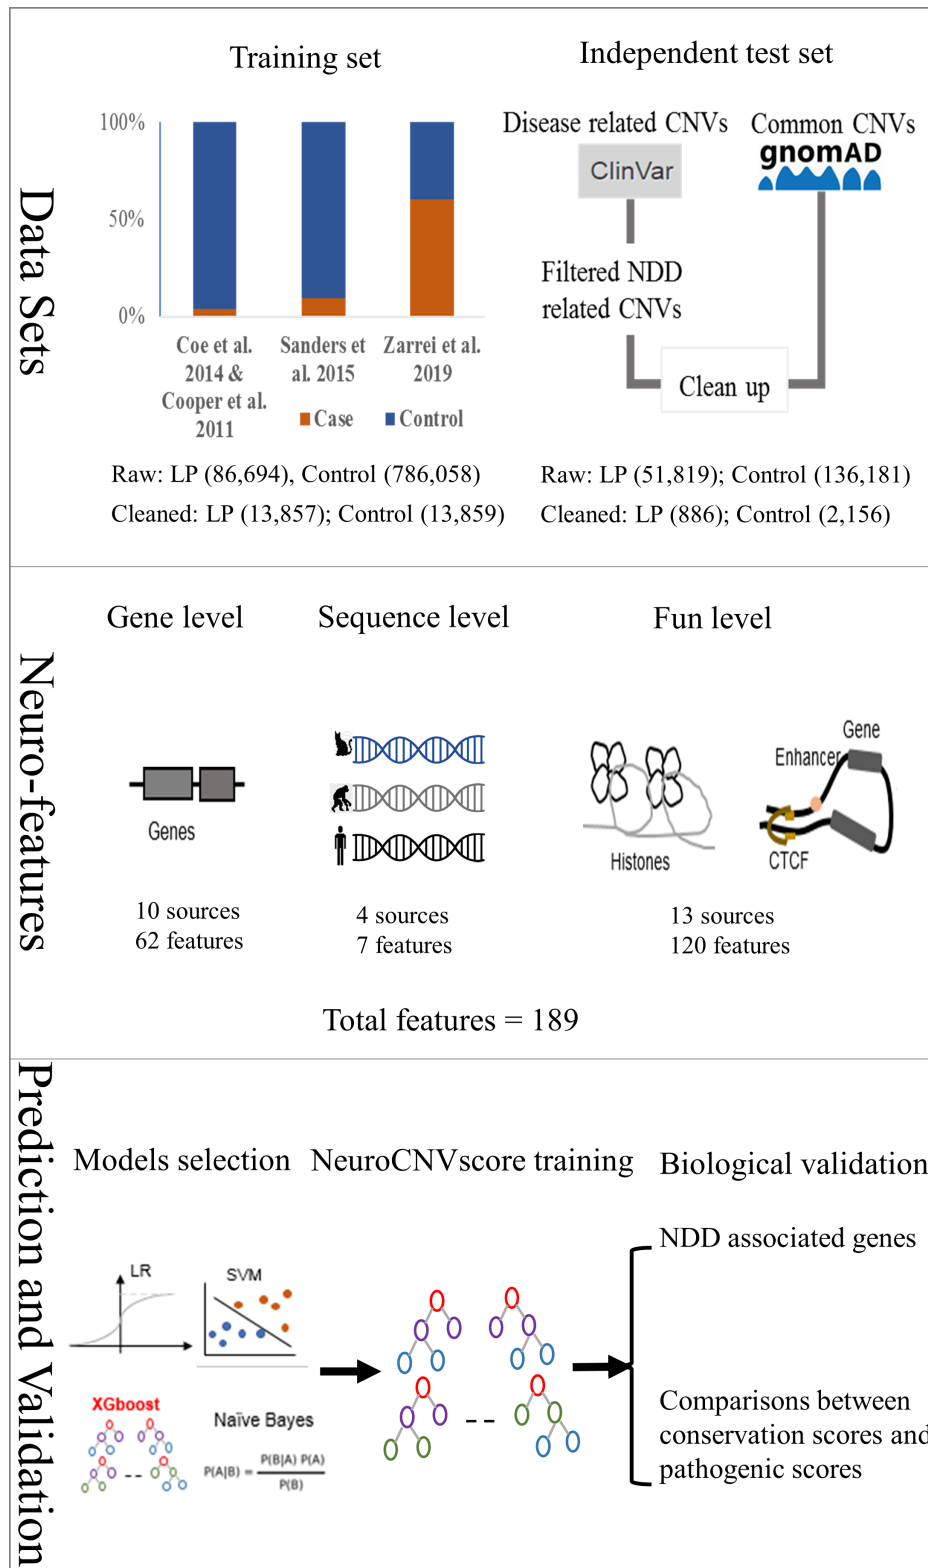 Data Sets
Training set
100%
50%
0%
Coe et al.
2014 &
Cooper et al.
2011
Sanders et
al. 2015
Zarrei et al.
2019
Case
Control
Raw: LP (86,694), Control (786,058)
Cleaned: LP (13,857); Control (13,859)
Independent test set
Disease related CNVs
ClinVar
Common CNVs
gnomAD
Filtered NDD
related CNVs
Clean up
Raw: LP (51,819); Control (136,181)
Cleaned: LP (886); Control (2,156)
Neuro-features
Gene level
Genes
10 sources
62 features
Sequence level
4 sources
7 features
Fun level
Histones
Enhancer
Gene
CTCF
13 sources
120 features
Total features = 189
Prediction and Validation
Models selection
LR
SVM
XGboost
Naïve Bayes
P(A|B) = P(B|A) P(A)
P(B)
NeuroCNVscore training
Biological validation
NDD associated genes
Comparisons between
conservation scores and
pathogenic scores